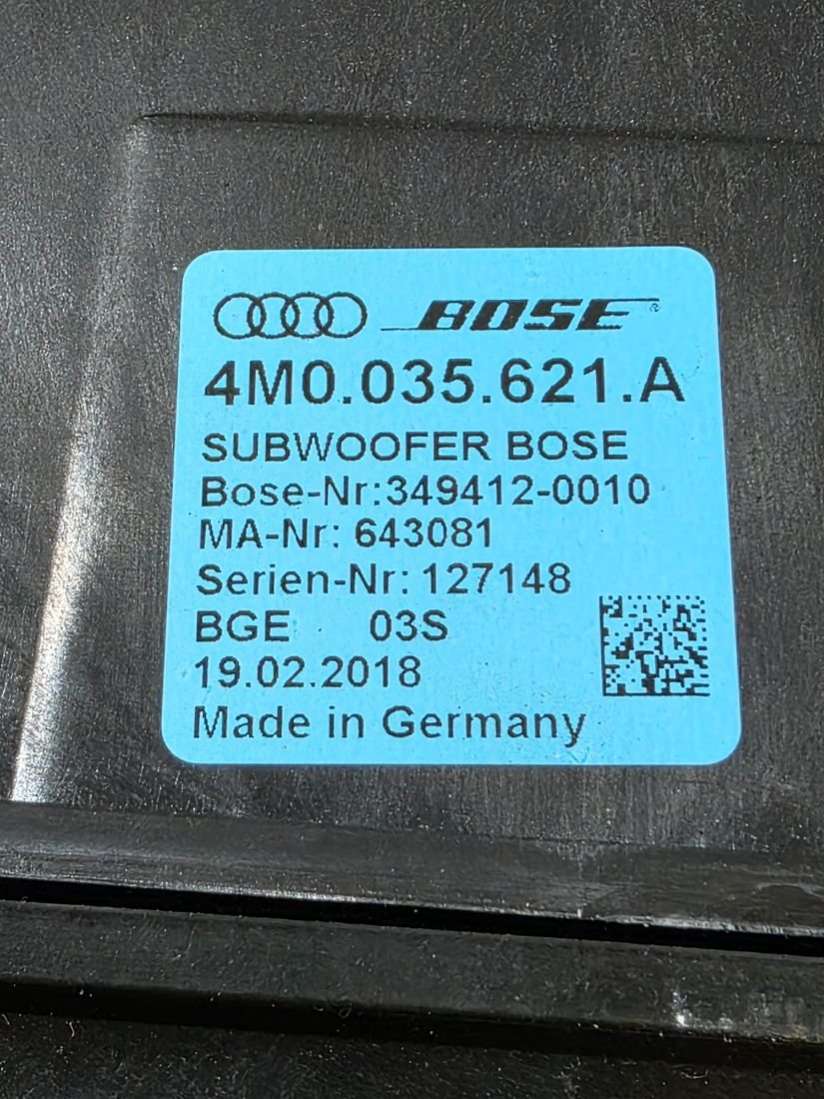 BOSE®
4M0.035.621.A
SUBWOOFER BOSE
Bose-Nr:349412-0010
MA-Nr: 643081
Serien-Nr: 127148
BGE 03S
19.02.2018
Made in Germany